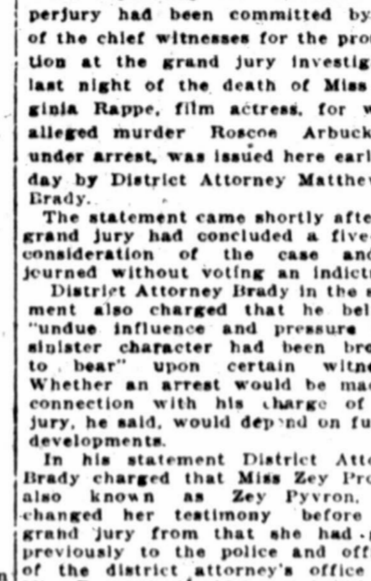 perjury had been committed by
of the chief witnesses for the pro
tion at the grand jury investig
last night of the death of Miss
ginia Rappe, film actress, for w
alleged murder Roscoe Arbuck
under arrest, was issued here earl
day by District Attorney Matthe
Brady.
The statement came shortly afte
grand jury had concluded a five
consideration of the case and
journed without voting an indict
District Attorney Brady in the s
ment also charged that he bel
"undue influence and pressure
sinister character had been bro
to bear" upon certain witne
Whether an arrest would be mad
connection with his charge of
jury, he said, would depend on fu
developments.
In his statement District Atto
Brady charged that Miss Zey Pre
also known as Zey Pyvron,
changed her testimony before
grand jury from that she had
previously to the police and off
of the district attorney's office